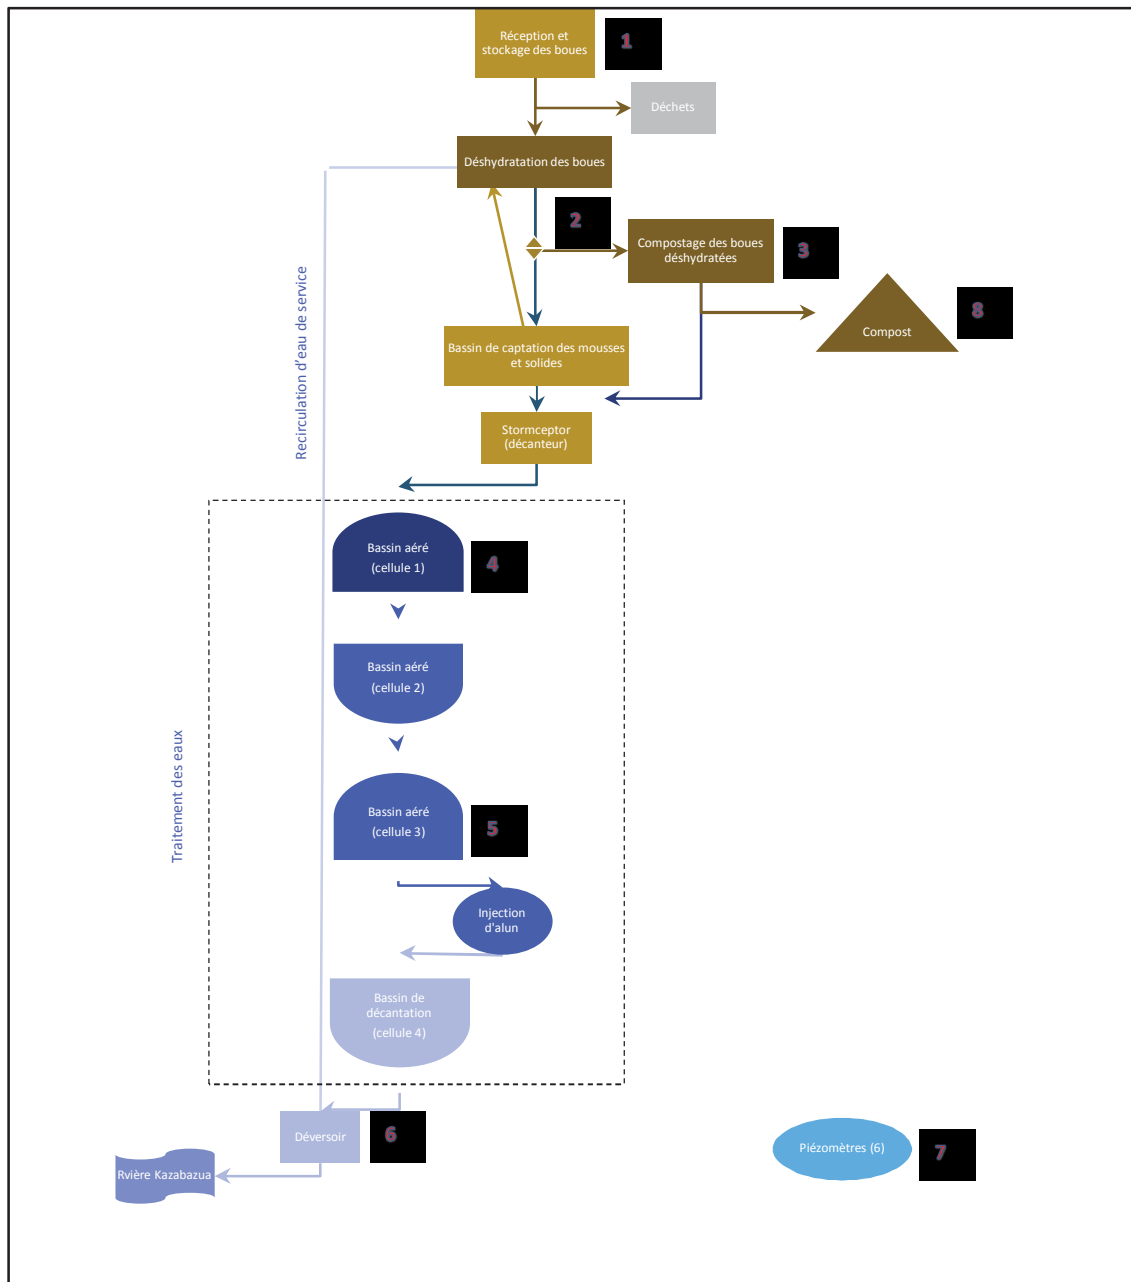 Réception et
stockage des boues
1
Déchets
Déshydratation des boues
2
Compostage des boues
déshydratées
3
Compost
8
Recirculation d'eau de service
Bassin de captation des mousses
et solides
Stormceptor
(décanteur)
Traitement des eaux
Bassin aéré
(cellule 1)
4
Bassin aéré
(cellule 2)
Bassin aéré
(cellule 3)
5
Injection
d'alun
Bassin de
décantation
(cellule 4)
Déversoir
6
Piézomètres (6)
7
Rvière Kazabazua